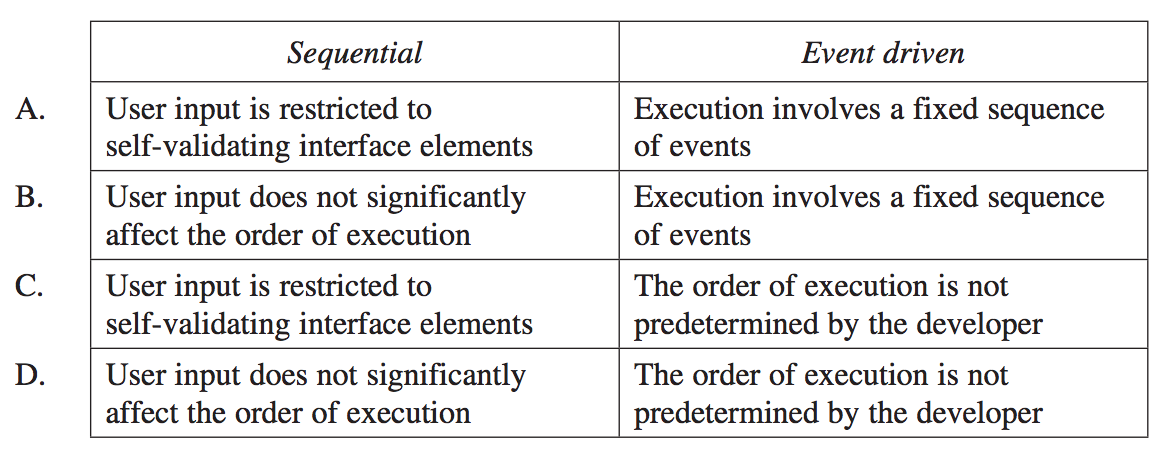 Sequential
Event driven
A.
User input is restricted to
self-validating interface elements
Execution involves a fixed sequence
of events
B.
User input does not significantly
affect the order of execution
Execution involves a fixed sequence
of events
C.
User input is restricted to
self-validating interface elements
The order of execution is not
predetermined by the developer
D.
User input does not significantly
affect the order of execution
The order of execution is not
predetermined by the developer